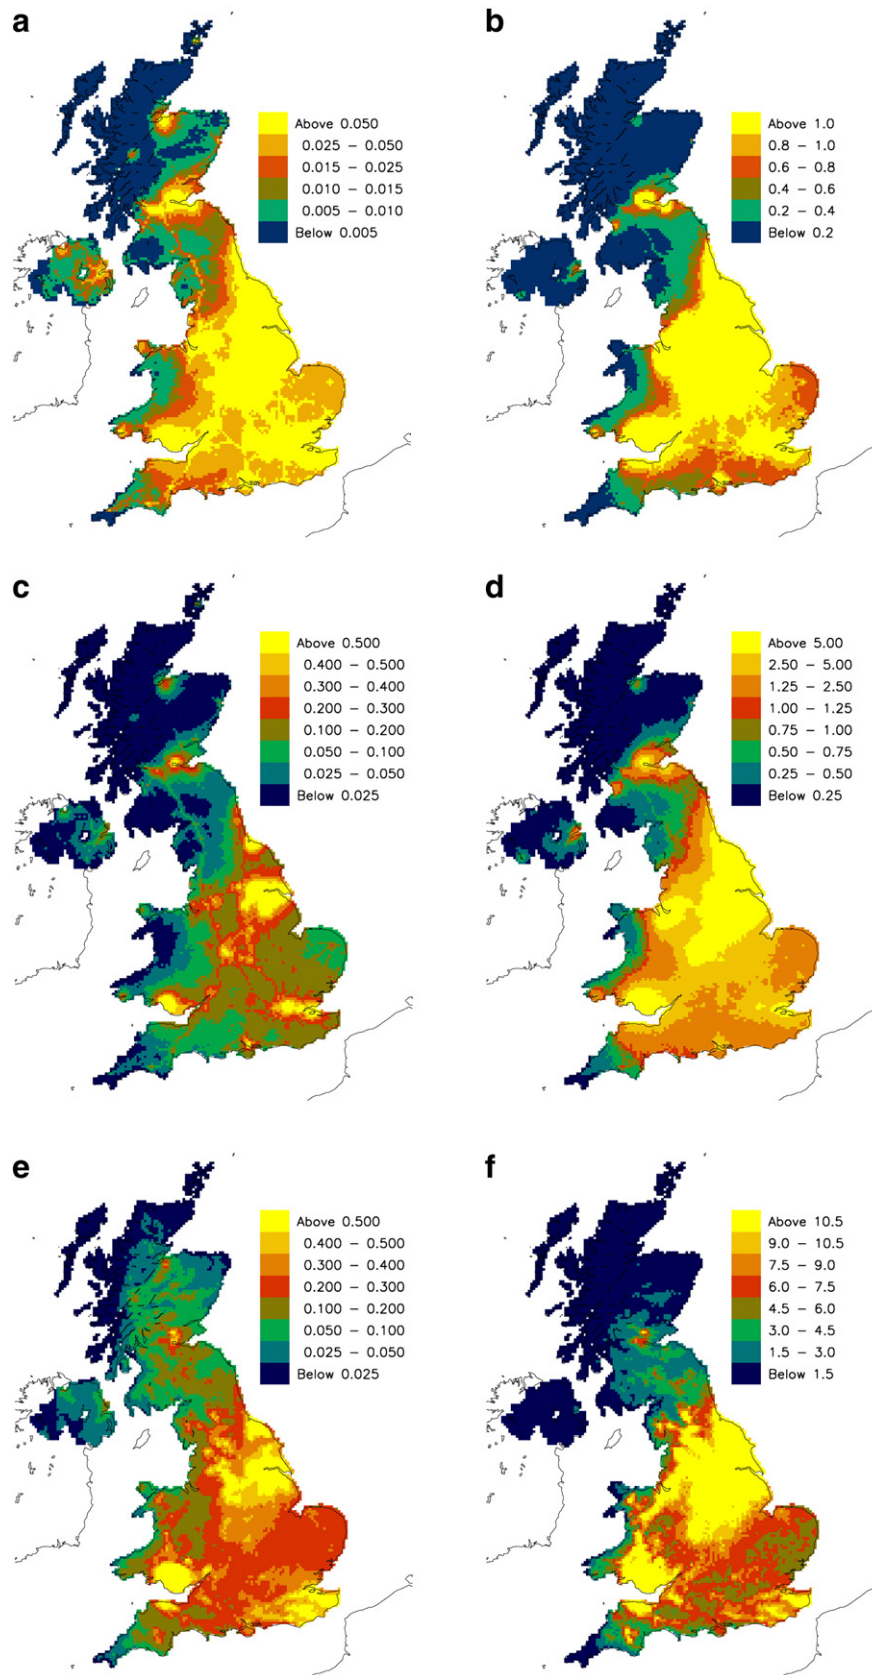 a
Above 0.050
0.025 – 0.050
0.015 – 0.025
0.010 – 0.015
0.005 – 0.010
Below 0.005
b
Above 1.0
0.8 – 1.0
0.6 – 0.8
0.4 – 0.6
0.2 – 0.4
Below 0.2
c
Above 0.500
0.400 – 0.500
0.300 – 0.400
0.200 – 0.300
0.100 – 0.200
0.050 – 0.100
0.025 – 0.050
Below 0.025
d
Above 5.00
2.50 – 5.00
1.25 – 2.50
1.00 – 1.25
0.75 – 1.00
0.50 – 0.75
0.25 – 0.50
Below 0.25
e
Above 0.500
0.400 – 0.500
0.300 – 0.400
0.200 – 0.300
0.100 – 0.200
0.050 – 0.100
0.025 – 0.050
Below 0.025
f
Above 10.5
9.0 – 10.5
7.5 – 9.0
6.0 – 7.5
4.5 – 6.0
3.0 – 4.5
1.5 – 3.0
Below 1.5